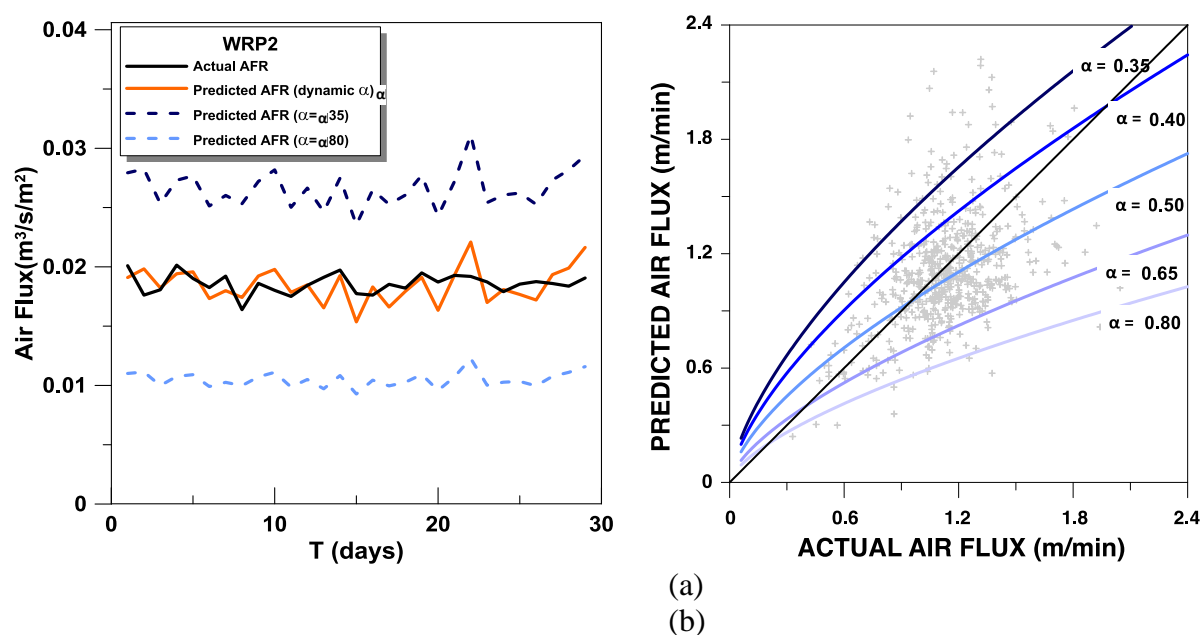 0.04
0.03
0.02
0.01
0
Air Flux(m³/s/m²)
WRP2
Actual AFR
Predicted AFR (dynamic α)α
Predicted AFR (α=α35)
Predicted AFR (α=α80)
0 10 20 30
T (days)
2.4
1.8
1.2
0.6
0
PREDICTED AIR FLUX (m/min)
α = 0.35
α = 0.40
α = 0.50
α = 0.65
α = 0.80
0 0.6 1.2 1.8 2.4
ACTUAL AIR FLUX (m/min)
(a)
(b)